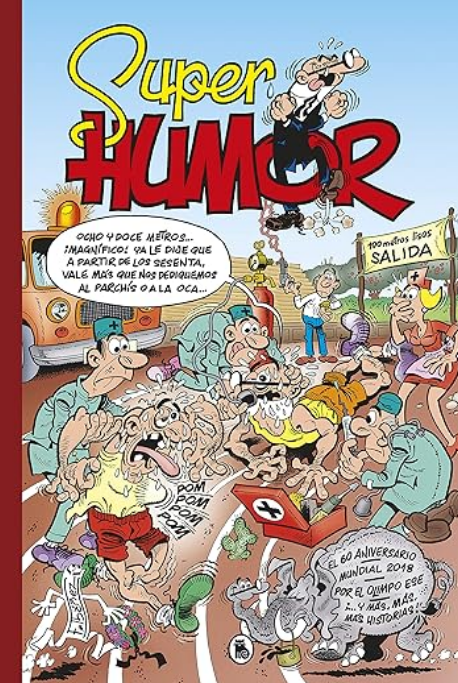 Super
HUMOR
OCHO Y DOCE METROS...
¡MAGNÍFICO! YA LE DIJE QUE
A PARTIR DE LOS SESENTA,
VALE MÁS QUE NOS DEDIQUEMOS
AL PARCHÍS O A LA OCA...
100 metros lisos
SALIDA
POM
POM
POM
POM
EL 60 ANIVERSARIO
MUNDIAL 2018
POR EL OLIMPO ESE
¡...Y MÁS, MÁS,
MÁS HISTORIAS!